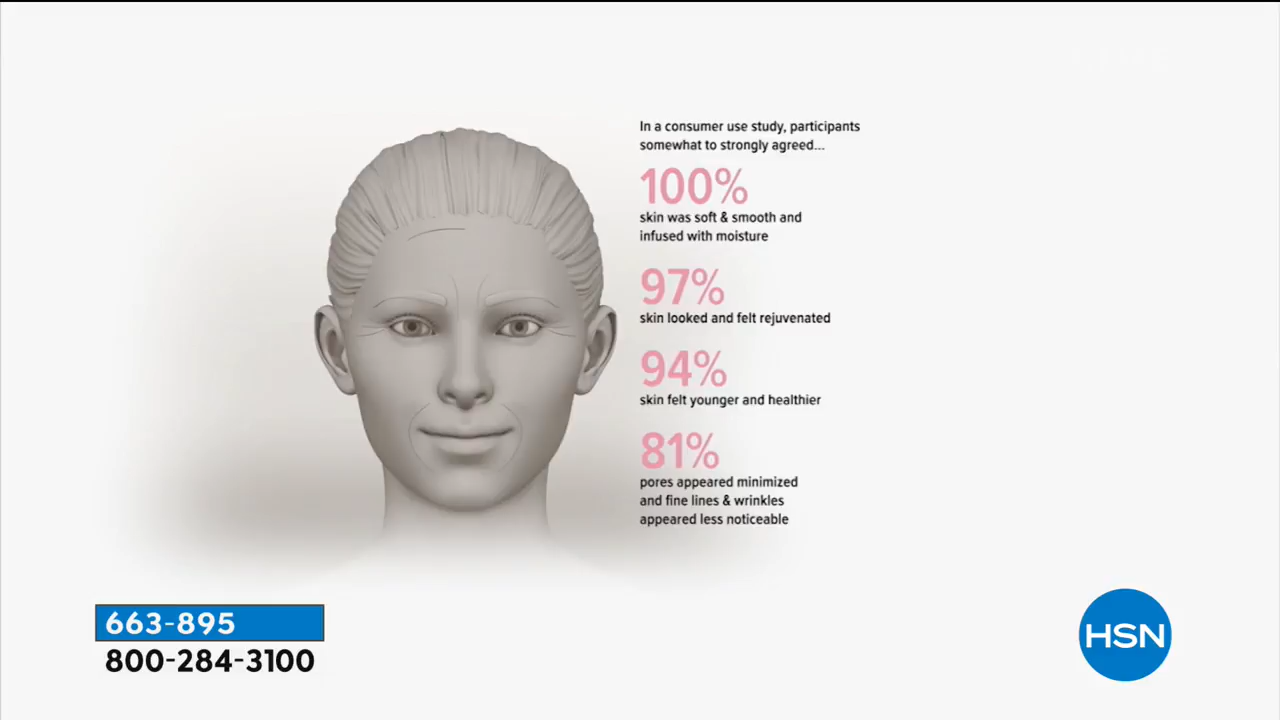 In a consumer use study, participants
somewhat to strongly agreed...
100%
skin was soft & smooth and
infused with moisture
97%
skin looked and felt rejuvenated
94%
skin felt younger and healthier
81%
pores appeared minimized
and fine lines & wrinkles
appeared less noticeable
663-895
800-284-3100
HSN